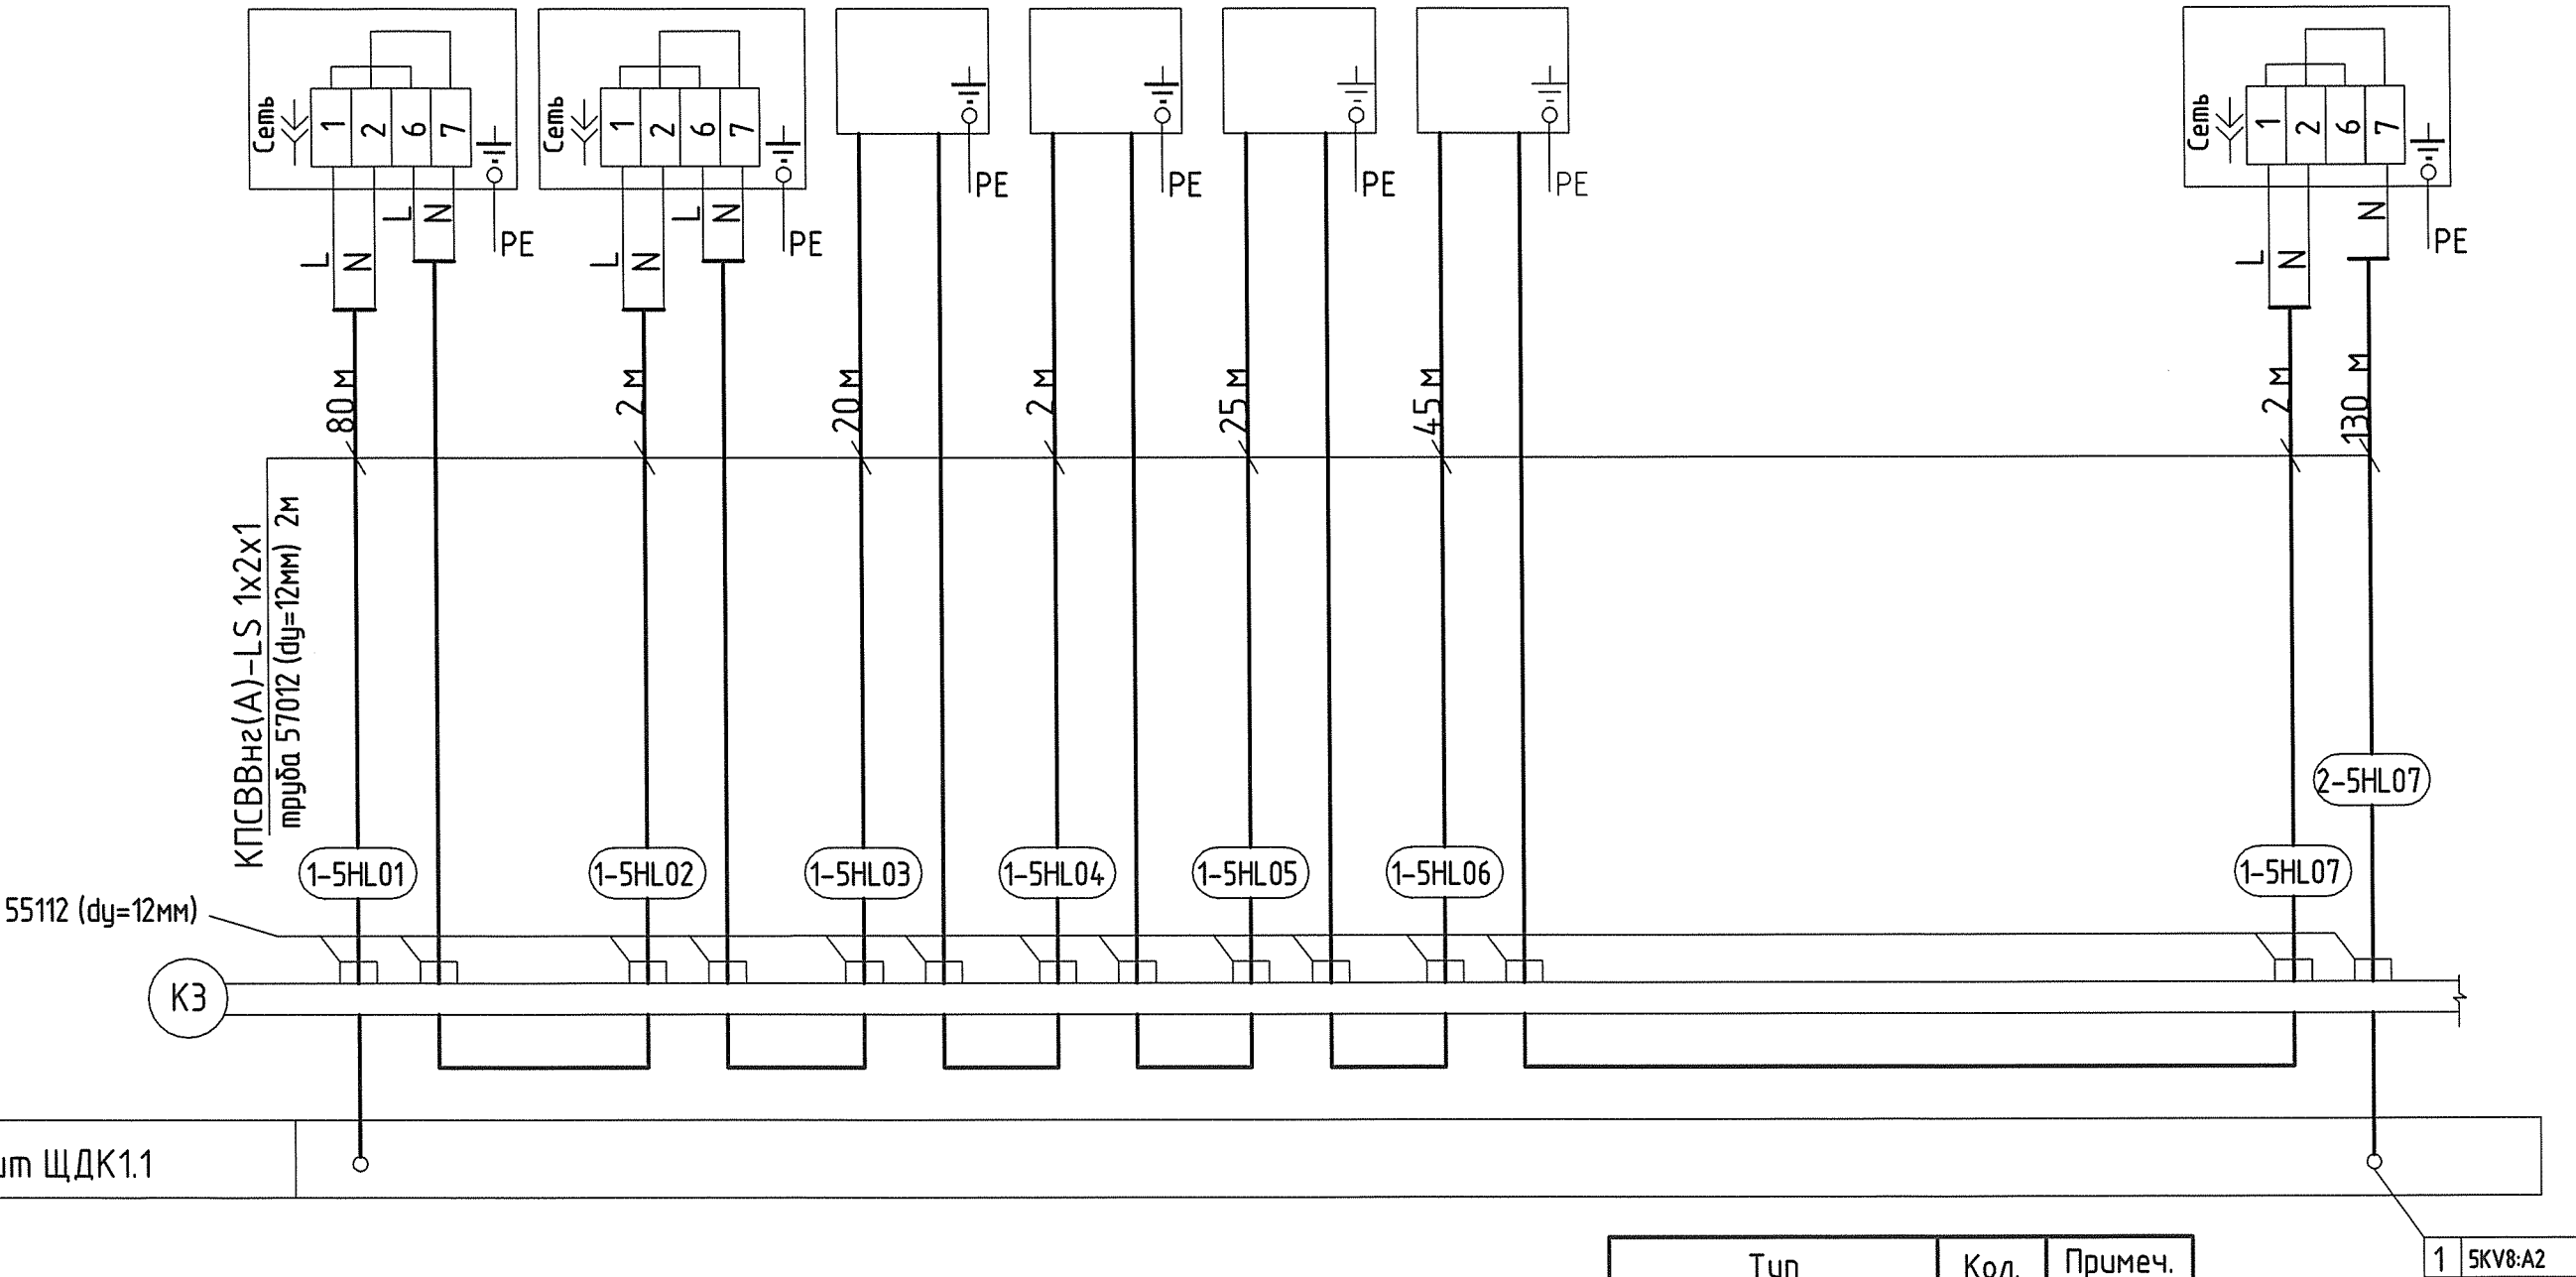 Сеть
1
2
6
7
L
N
L
N
PE
Сеть
1
2
6
7
L
N
L
N
PE
PE
PE
PE
PE
Сеть
1
2
6
7
L
N
N
PE
80 м
2 м
20 м
2 м
25 м
45 м
2 м
130 м
КПСВВнг(А)-LS 1x2x1
труба 57012 (dу=12мм) 2м
2-5HL07
1-5HL01
1-5HL02
1-5HL03
1-5HL04
1-5HL05
1-5HL06
1-5HL07
55112 (dу=12мм)
К3
ЩДК1.1
Тип
Кол.
Примеч.
1
5KV8:A2